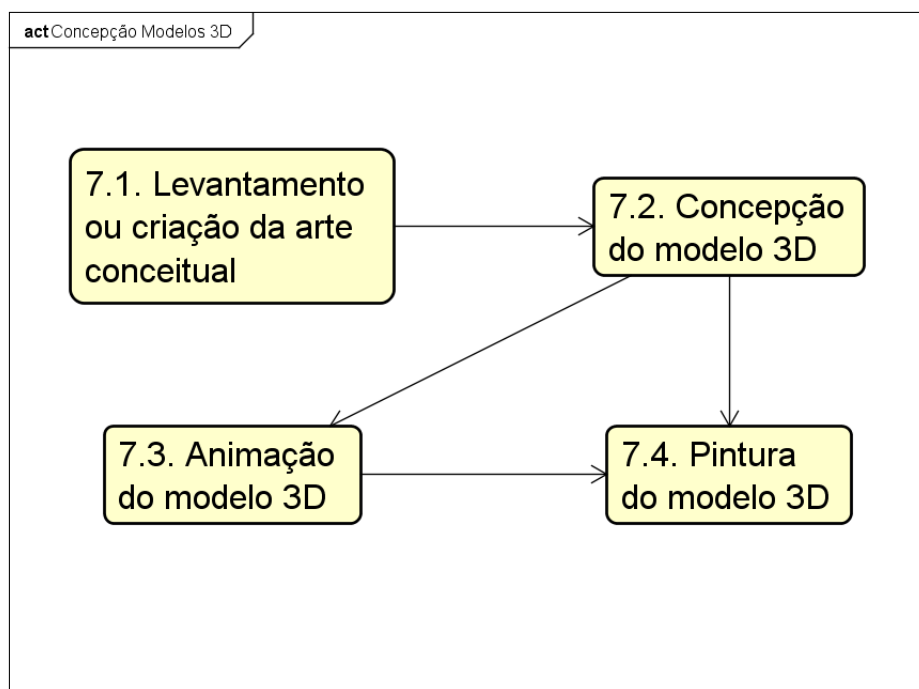 act Concepção Modelos 3D
7.1. Levantamento
ou criação da arte
conceitual
7.2. Concepção
do modelo 3D
7.3. Animação
do modelo 3D
7.4. Pintura
do modelo 3D